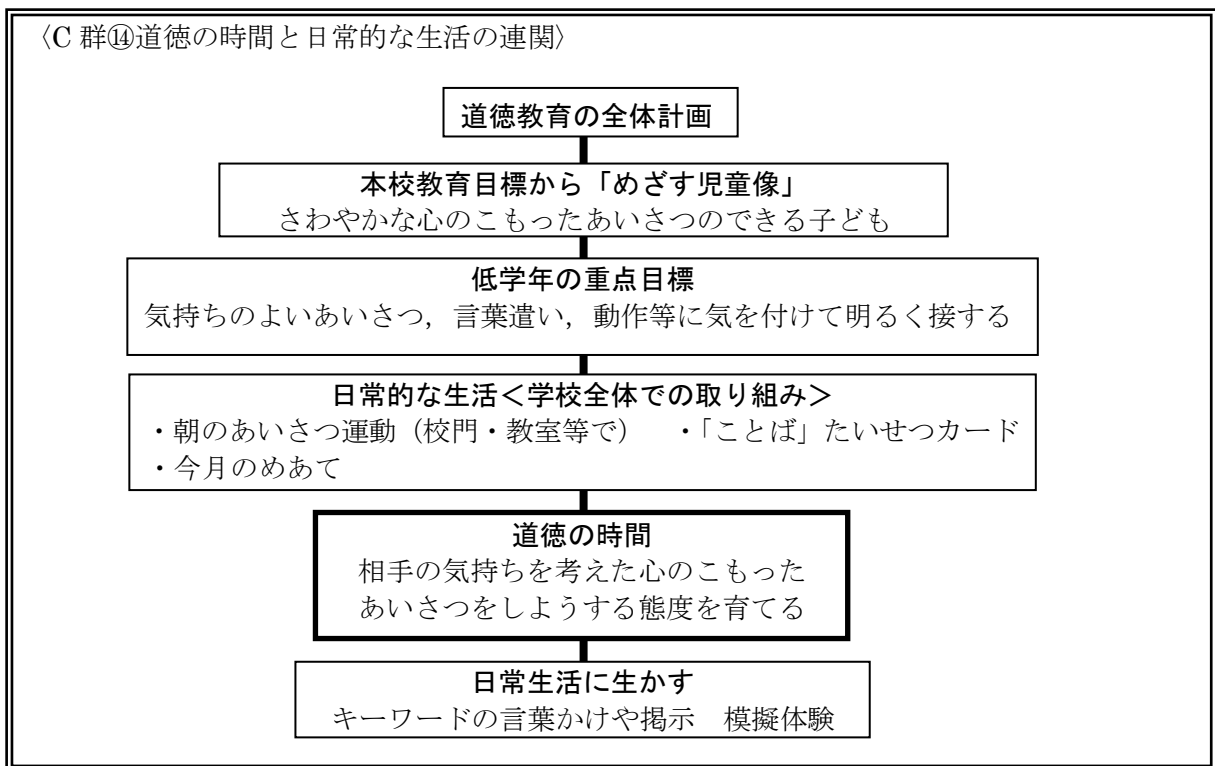 〈C 群⑭道徳の時間と日常的な生活の連関〉
道徳教育の全体計画
本校教育目標から「めざす児童像」
さわやかな心のこもったあいさつのできる子ども
低学年の重点目標
気持ちのよいあいさつ，言葉遣い，動作等に気を付けて明るく接する
日常的な生活＜学校全体での取り組み＞
・朝のあいさつ運動（校門・教室等で）　・「ことば」たいせつカード
・今月のめあて
道徳の時間
相手の気持ちを考えた心のこもった
あいさつをしようする態度を育てる
日常生活に生かす
キーワードの言葉かけや掲示　模擬体験